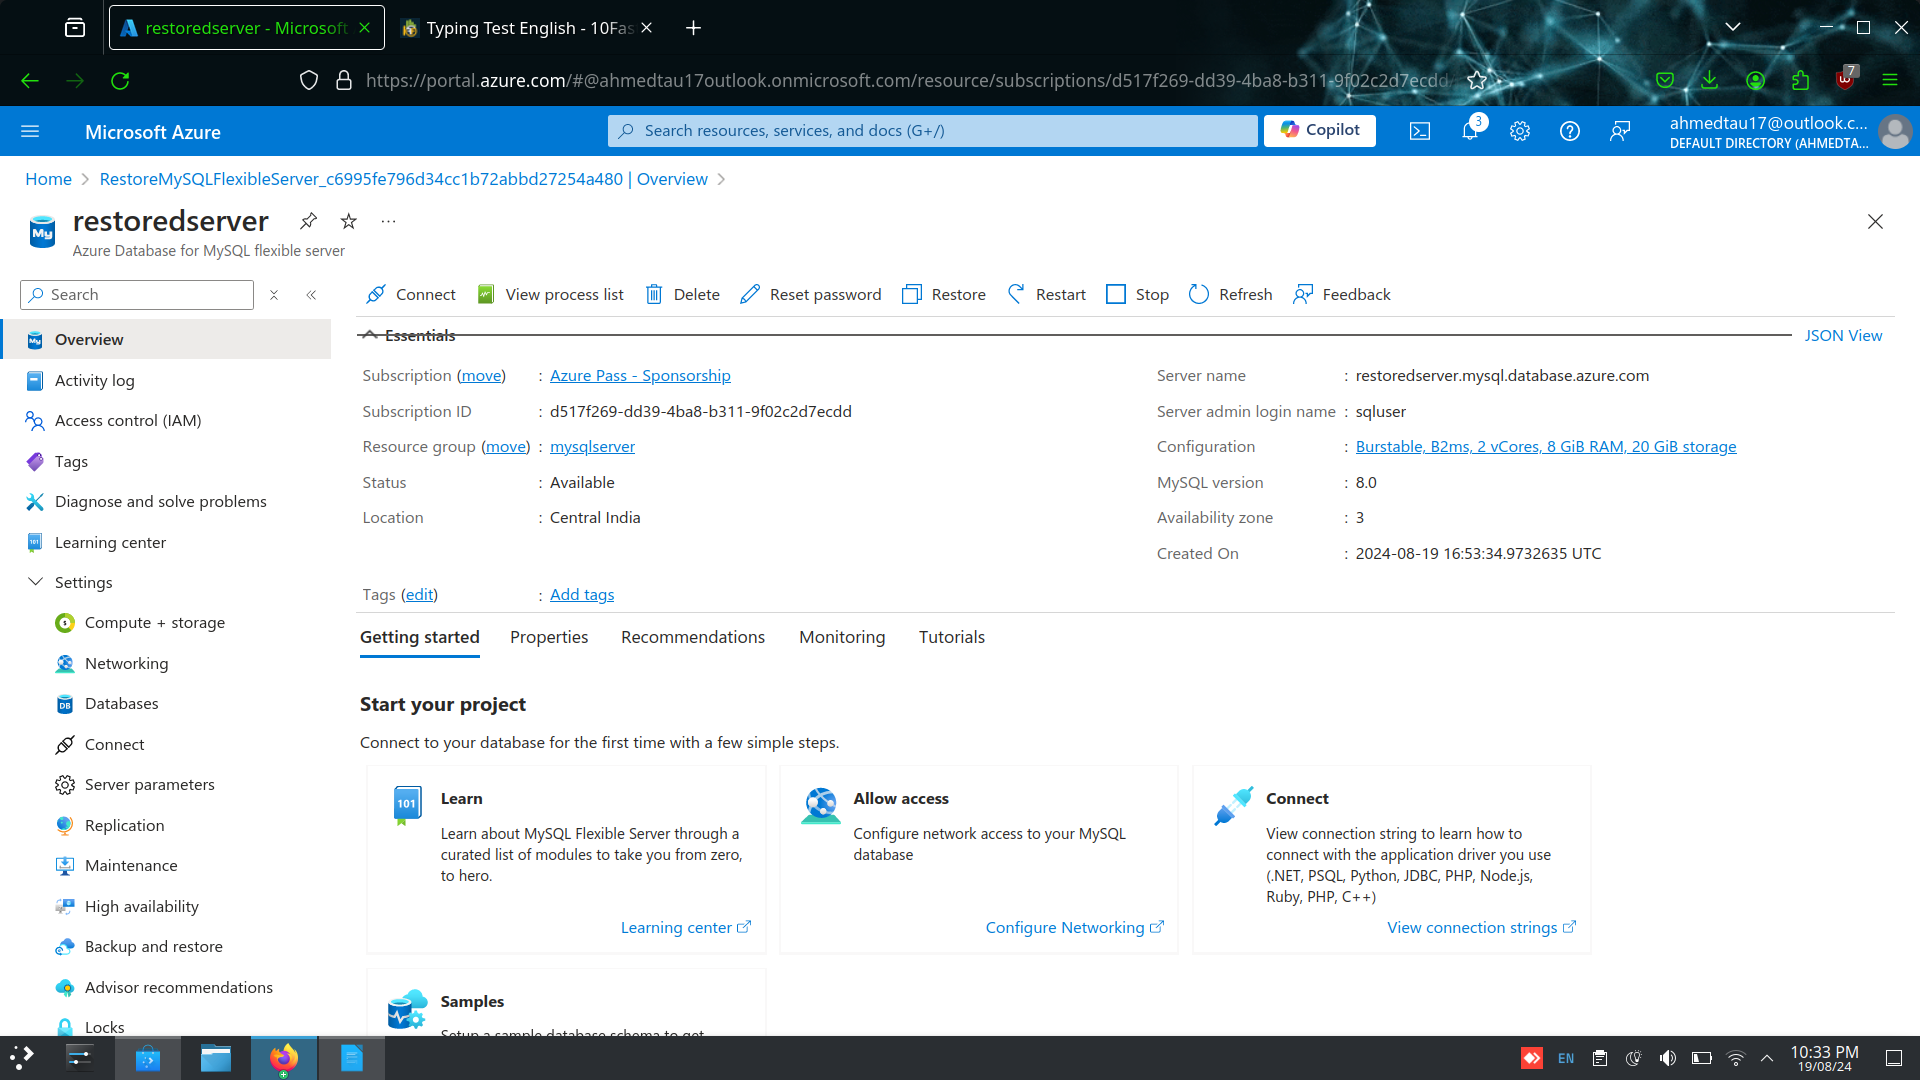 restoredserver - Microsoft
Typing Test English - 10Fas
https://portal.azure.com/#@ahmedtau17outlook.onmicrosoft.com/resource/subscriptions/d517f269-dd39-4ba8-b311-9f02c2d7ecdd
7
Microsoft Azure
Search resources, services, and docs (G+/)
Copilot
3
ahmedtau17@outlook.c...
DEFAULT DIRECTORY (AHMEDTA...
Home
RestoreMySQLFlexibleServer_c6995fe796d34cc1b72abbd27254a480 | Overview
My
restoredserver
Azure Database for MySQL flexible server
Search
Connect
View process list
Delete
Reset password
Restore
Restart
Stop
Refresh
Feedback
Overview
Activity log
Access control (IAM)
Tags
Diagnose and solve problems
Learning center
Settings
Compute + storage
Networking
Databases
Connect
Server parameters
Replication
Maintenance
High availability
Backup and restore
Advisor recommendations
Locks
Essentials
JSON View
Subscription (move) : Azure Pass - Sponsorship
Subscription ID : d517f269-dd39-4ba8-b311-9f02c2d7ecdd
Resource group (move) : mysqlserver
Status : Available
Location : Central India
Server name : restoredserver.mysql.database.azure.com
Server admin login name : sqluser
Configuration : Burstable, B2ms, 2 vCores, 8 GiB RAM, 20 GiB storage
MySQL version : 8.0
Availability zone : 3
Created On : 2024-08-19 16:53:34.9732635 UTC
Tags (edit) : Add tags
Getting started
Properties
Recommendations
Monitoring
Tutorials
Start your project
Connect to your database for the first time with a few simple steps.
101
Learn
Learn about MySQL Flexible Server through a
curated list of modules to take you from zero,
to hero.
Learning center
Allow access
Configure network access to your MySQL
database
Configure Networking
Connect
View connection string to learn how to
connect with the application driver you use
(.NET, PSQL, Python, JDBC, PHP, Node.js,
Ruby, PHP, C++)
View connection strings
Samples
Setup a sample database schema to get
EN
10:33 PM
19/08/24